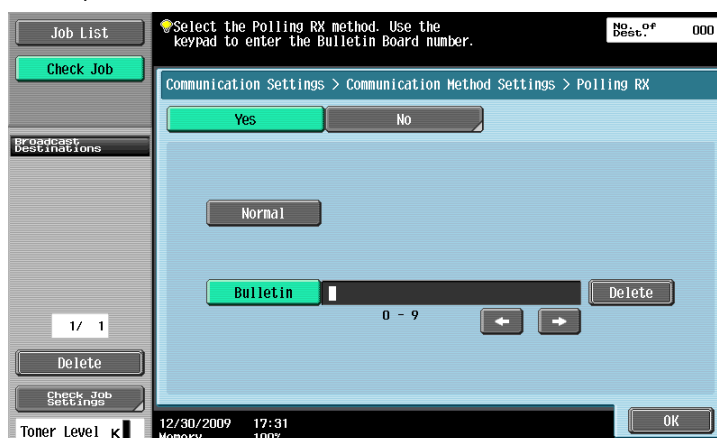 Job List
Check Job
Broadcast
Destinations
1/ 1
Delete
Check Job
Settings
Toner Level K
Select the Polling RX method. Use the
keypad to enter the Bulletin Board number.
No. of
Dest. 000
Communication Settings > Communication Method Settings > Polling RX
Yes No
Normal
Bulletin Delete
0 - 9
← →
OK
12/30/2009 17:31
Memory 100%